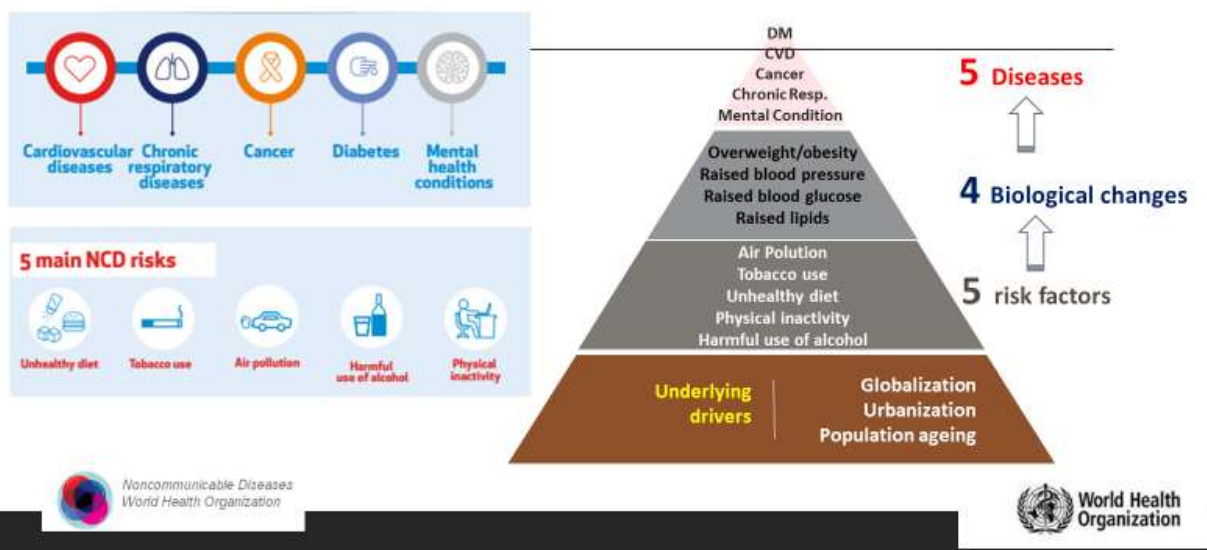 Cardiovascular
diseases
Chronic
respiratory
diseases
Cancer
Diabetes
Mental
health
conditions
5 main NCD risks
Unhealthy diet
Tobacco use
Air pollution
Harmful
use of alcohol
Physical
inactivity
DM
CVD
Cancer
Chronic Resp.
Mental Condition
Overweight/obesity
Raised blood pressure
Raised blood glucose
Raised lipids
Air Polution
Tobacco use
Unhealthy diet
Physical inactivity
Harmful use of alcohol
Underlying
drivers
Globalization
Urbanization
Population ageing
5 Diseases
4 Biological changes
5 risk factors
Noncommunicable Diseases
World Health Organization
World Health
Organization